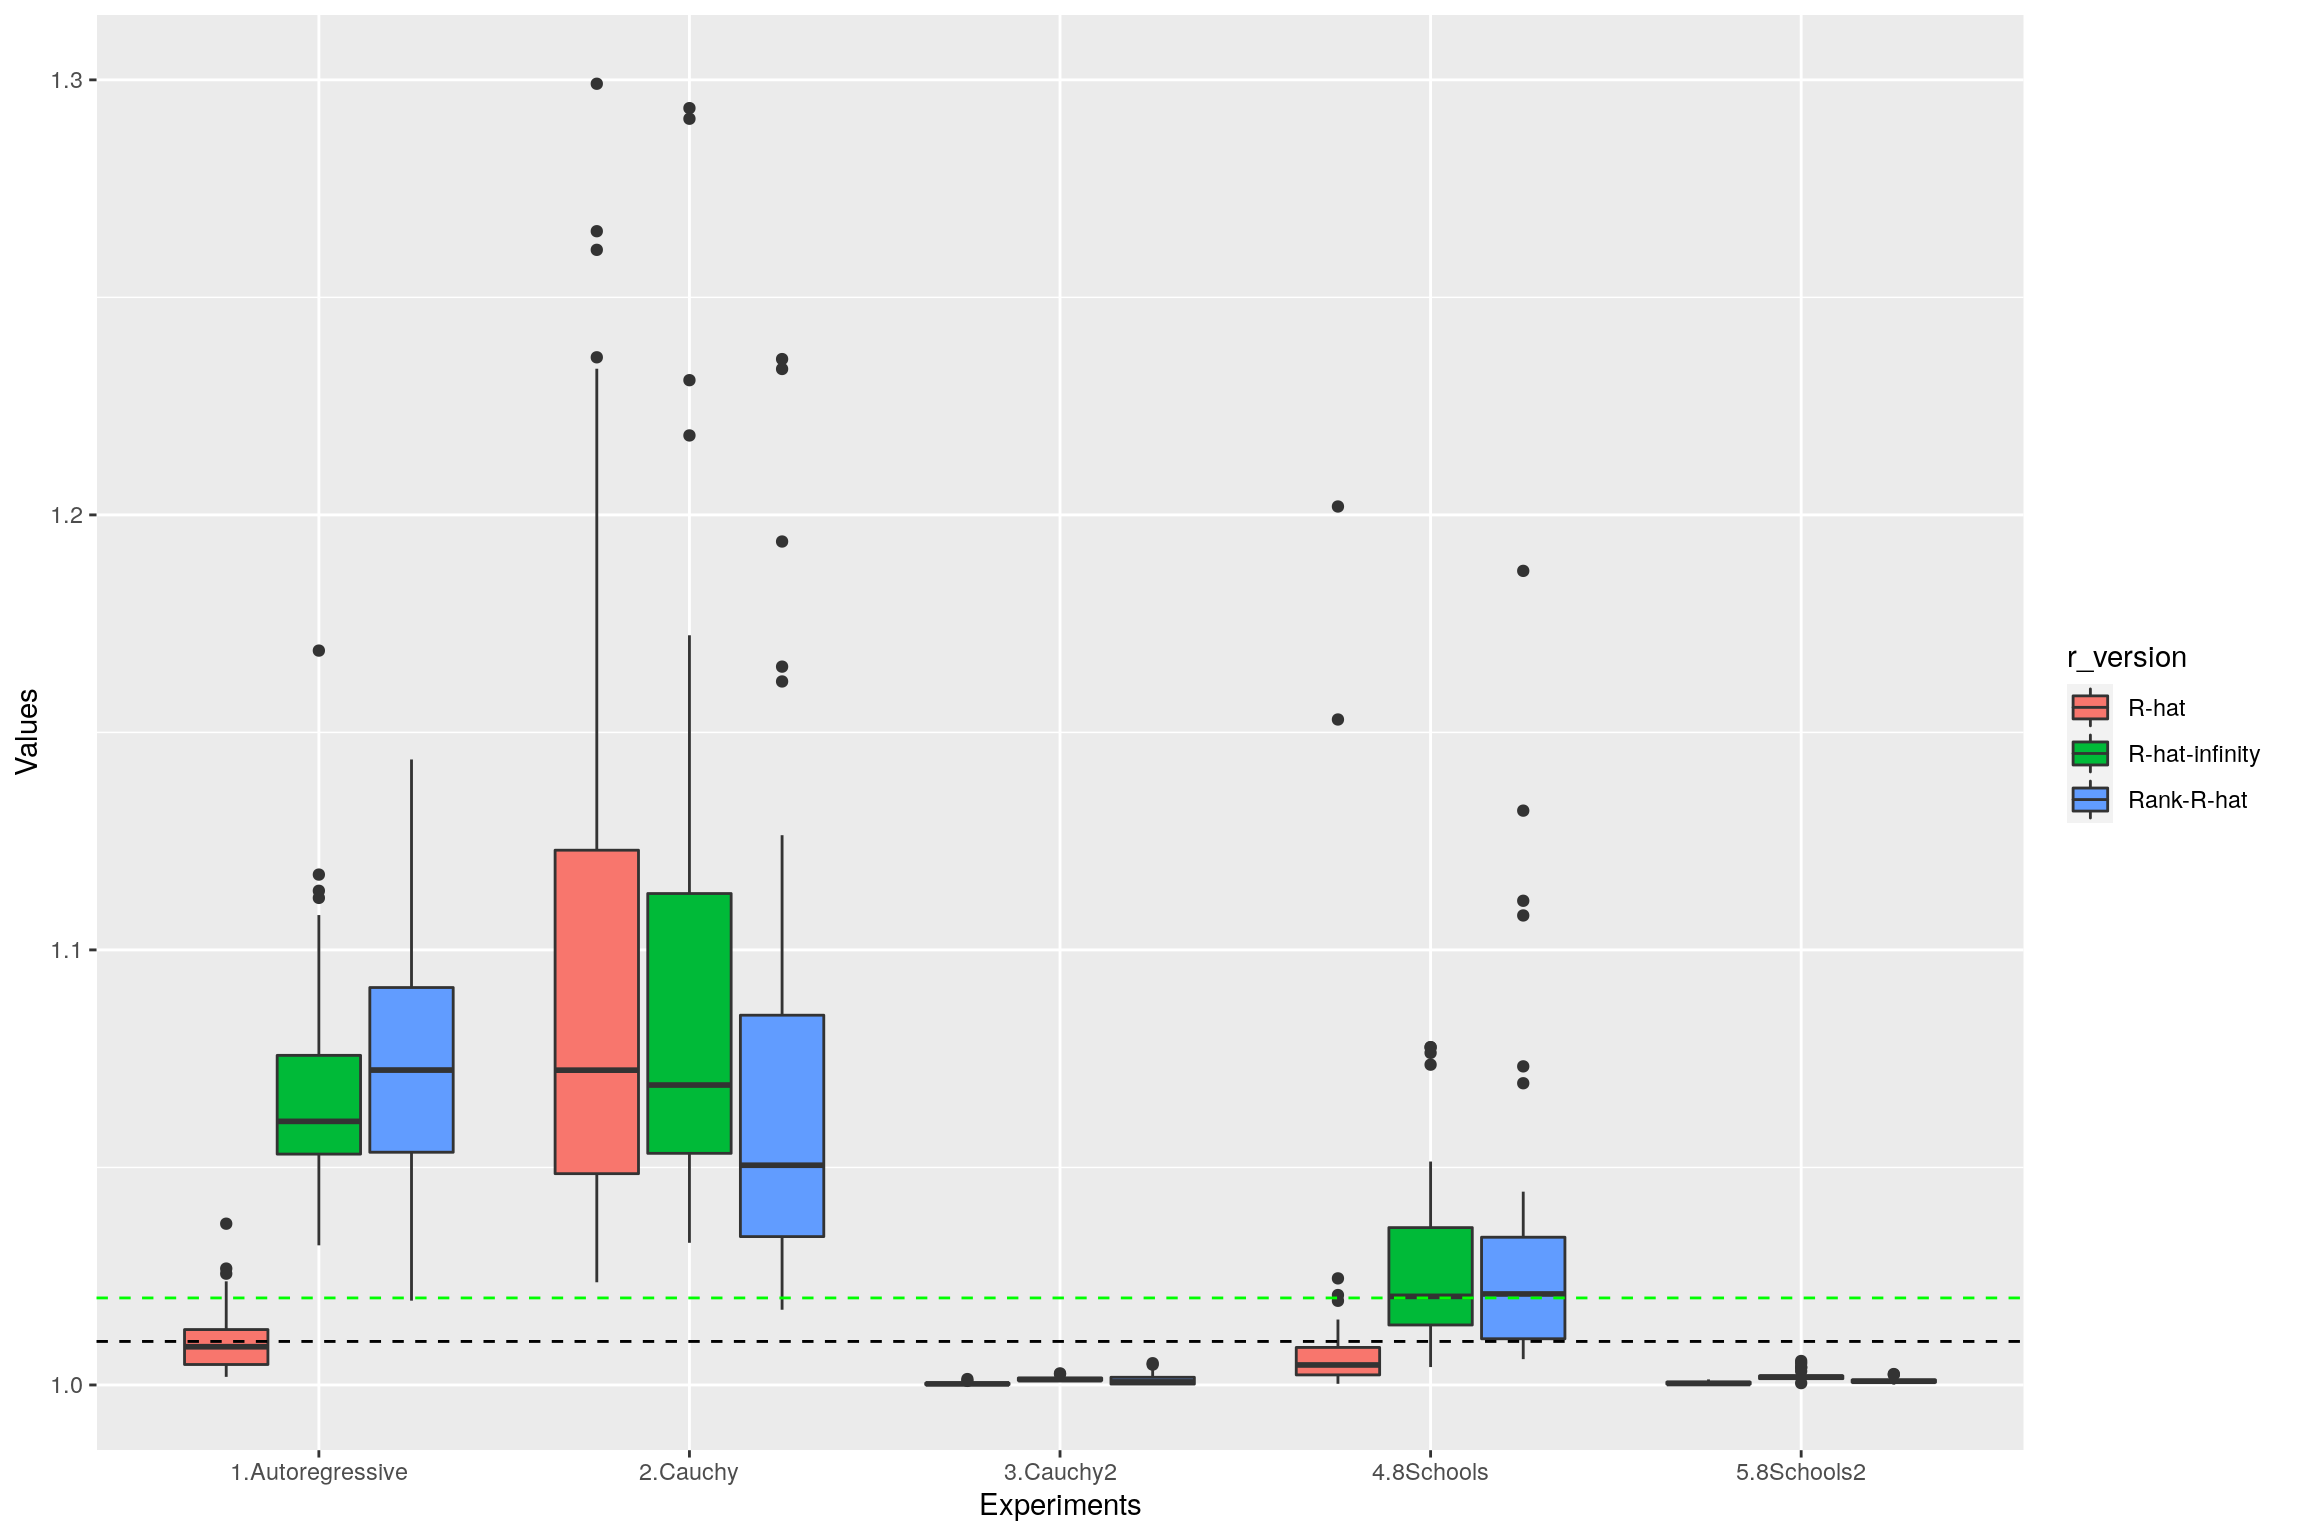 1.3
1.2
1.1
1.0
Values
1.Autoregressive
2.Cauchy
3.Cauchy2
4.8Schools
5.8Schools2
Experiments
r_version
R-hat
R-hat-infinity
Rank-R-hat